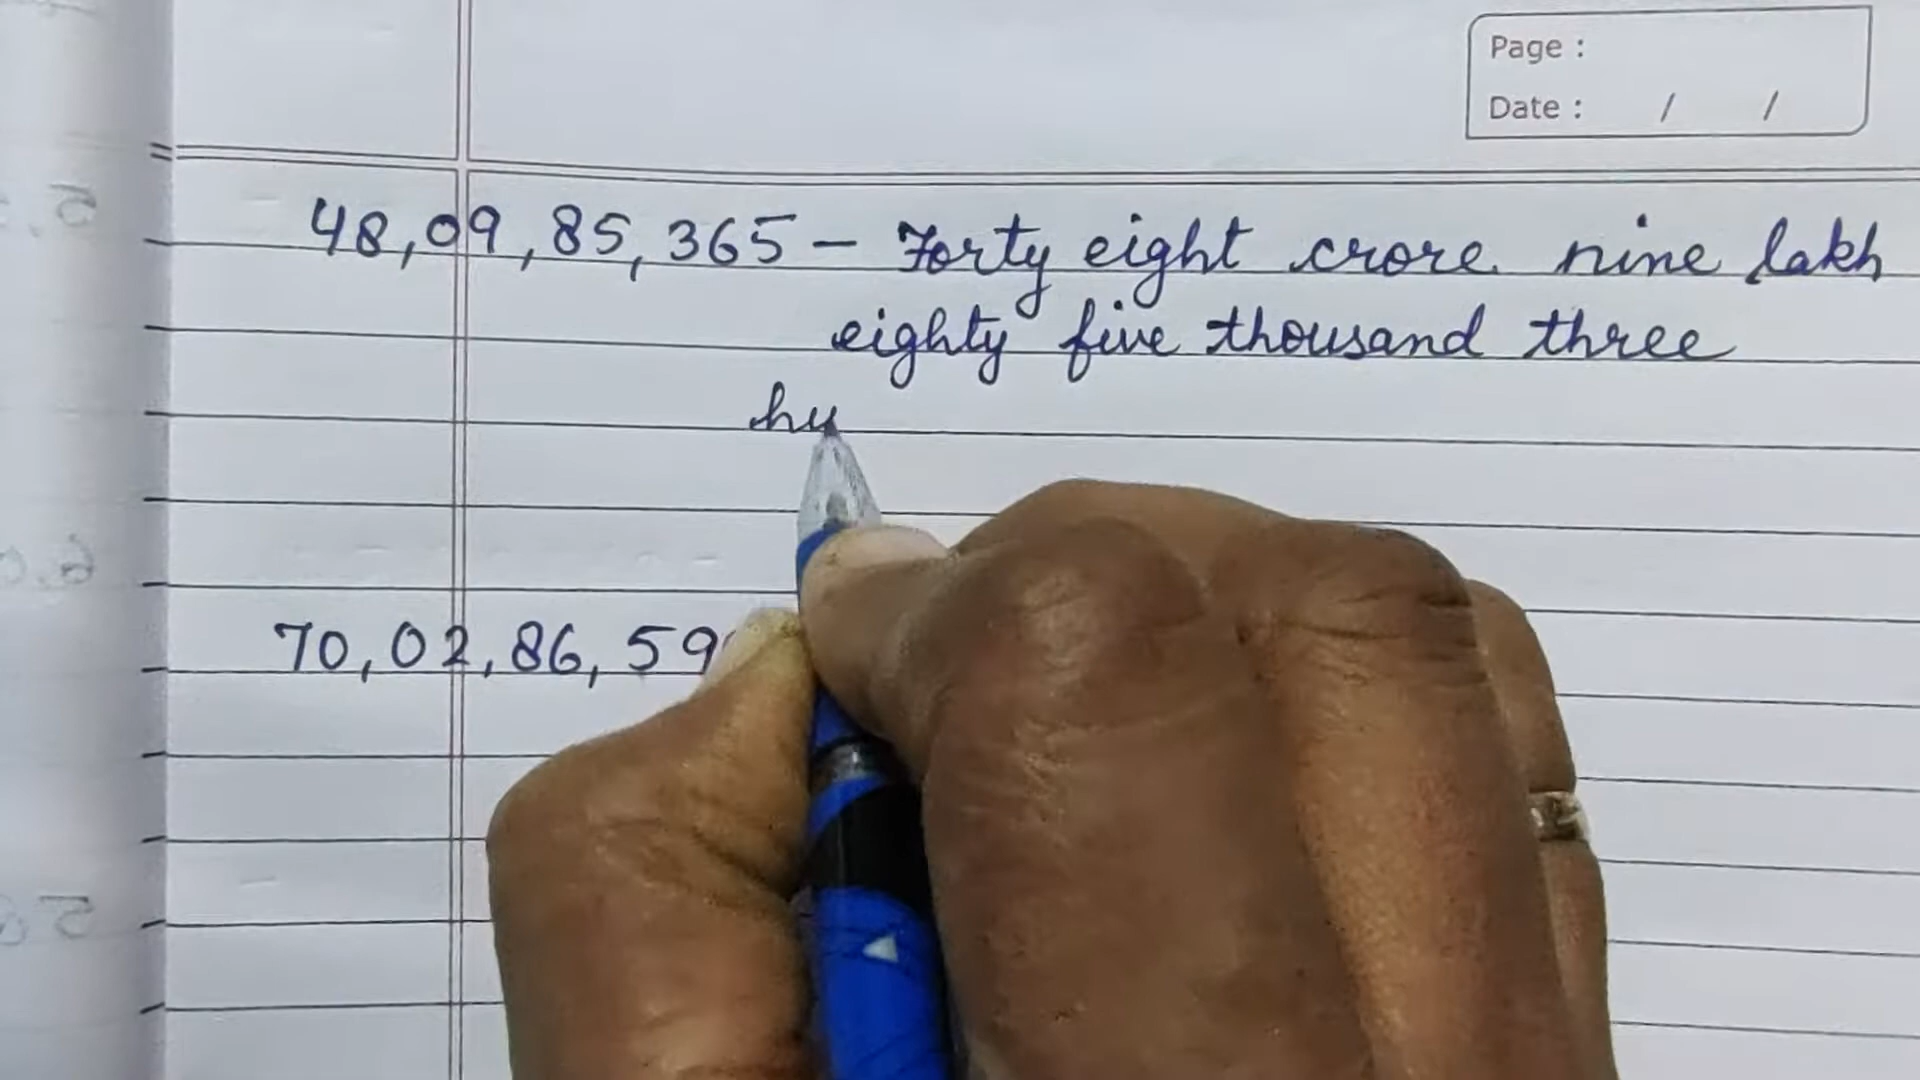 Page :
Date : / /
48,09,85,365 – Forty eight crore nine lakh
eighty five thousand three
hu
70,02,86,59